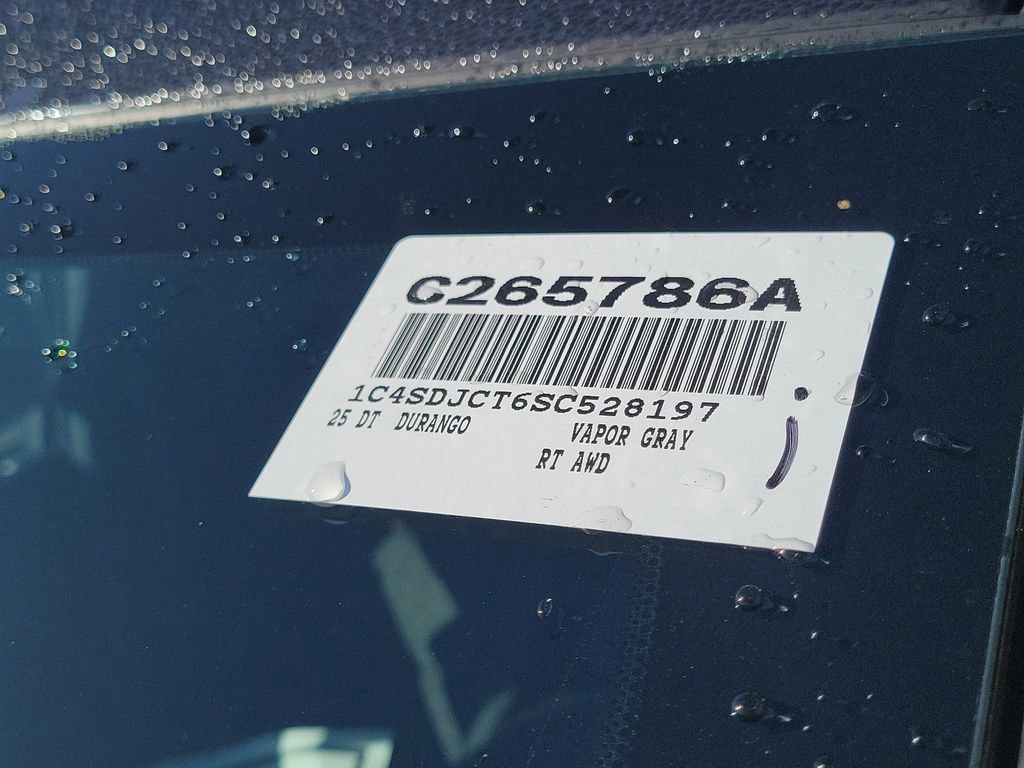 C265786A
1C4SDJCT6SC528197
25 DT DURANGO VAPOR GRAY
RT AWD